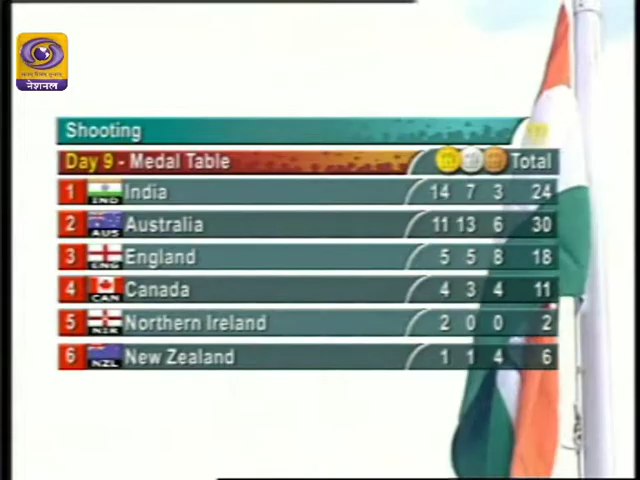 नेशनल
Shooting
Day 9 - Medal Table Total
1 IND India 14 7 3 24
2 AUS Australia 11 13 6 30
3 ENG England 5 5 8 18
4 CAN Canada 4 3 4 11
5 NIR Northern Ireland 2 0 0 2
6 NZL New Zealand 1 1 4 6